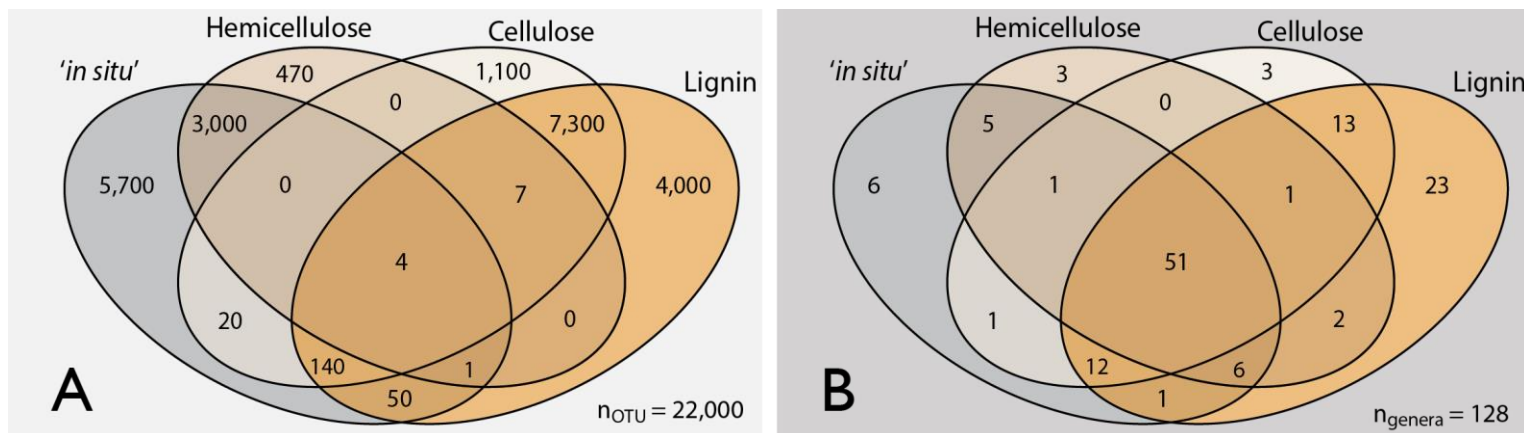 Hemicellulose
Cellulose
'in situ'
Lignin
470
1,100
0
3,000
7,300
5,700
0
7
4,000
4
20
0
140
1
50
A
nOTU = 22,000
Hemicellulose
Cellulose
'in situ'
Lignin
3
3
0
5
13
6
1
1
23
51
1
2
12
6
1
B
ngenera = 128